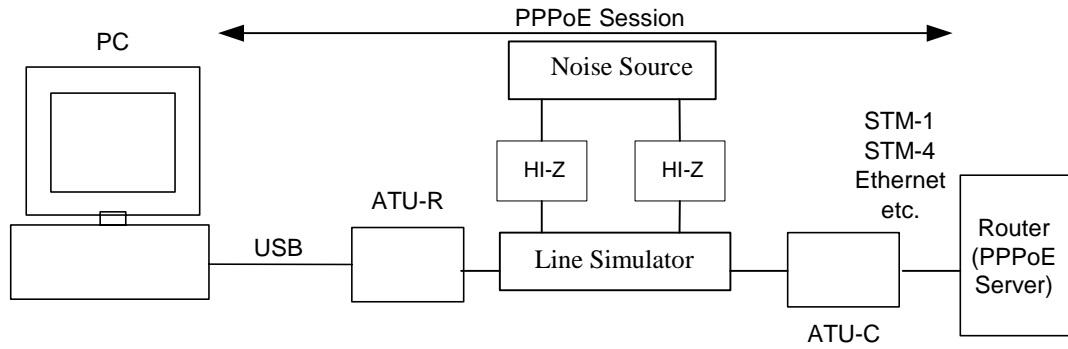 PPPoE Session
PC
Noise Source
STM-1
STM-4
Ethernet
etc.
HI-Z
HI-Z
ATU-R
Router
(PPPoE
Server)
USB
Line Simulator
ATU-C